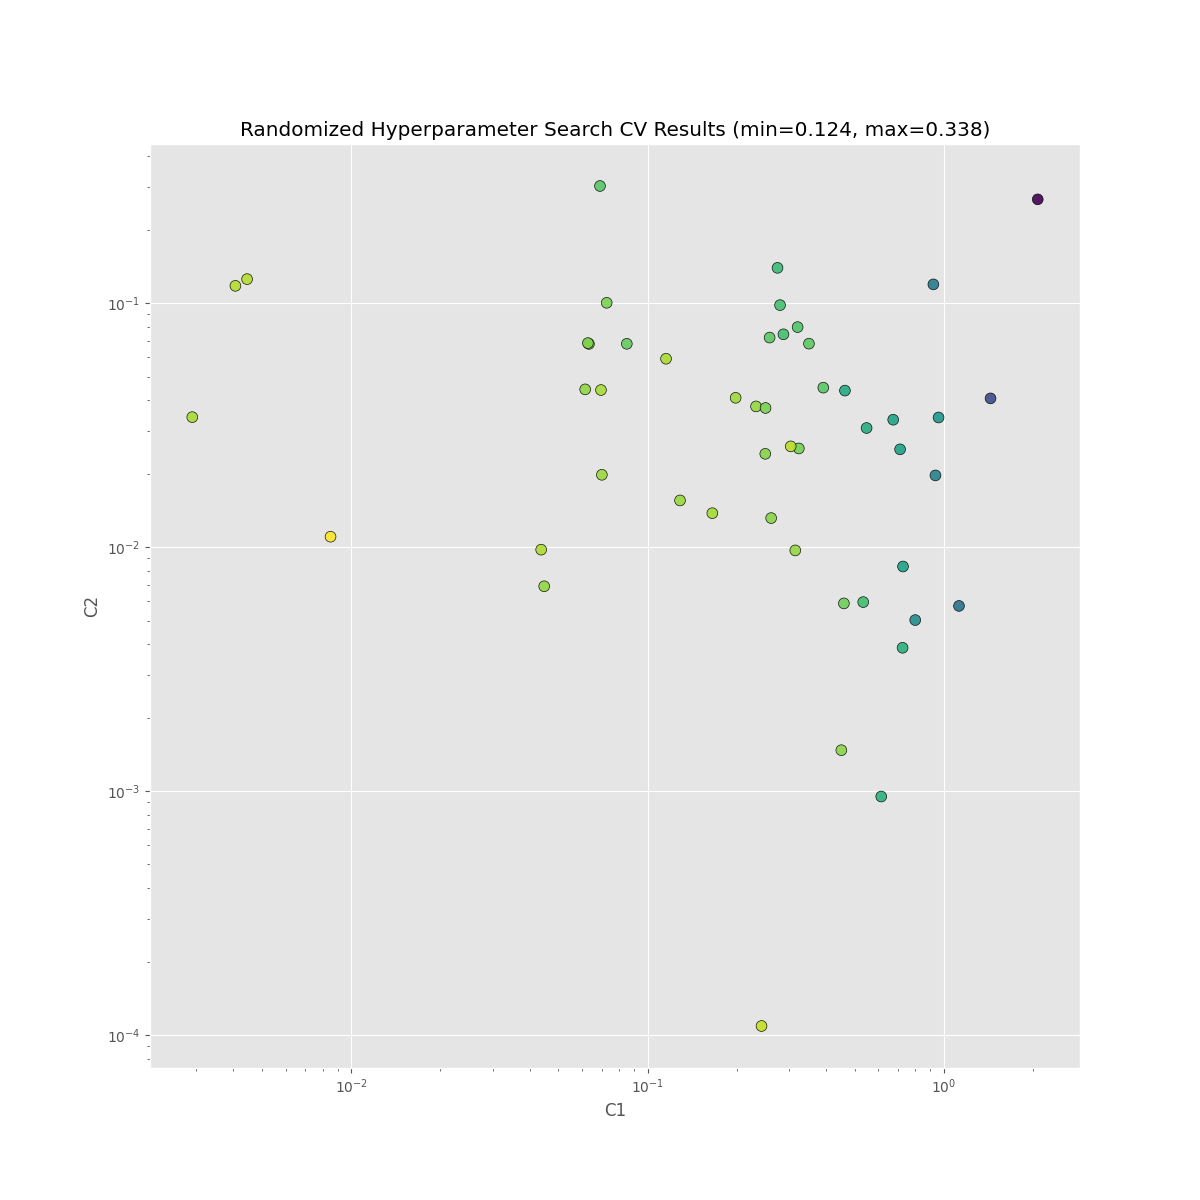 Randomized Hyperparameter Search CV Results (min=0.124, max=0.338)
10⁻¹
10⁻²
C2
10⁻³
10⁻⁴
10⁻² 10⁻¹ 10⁰
C1